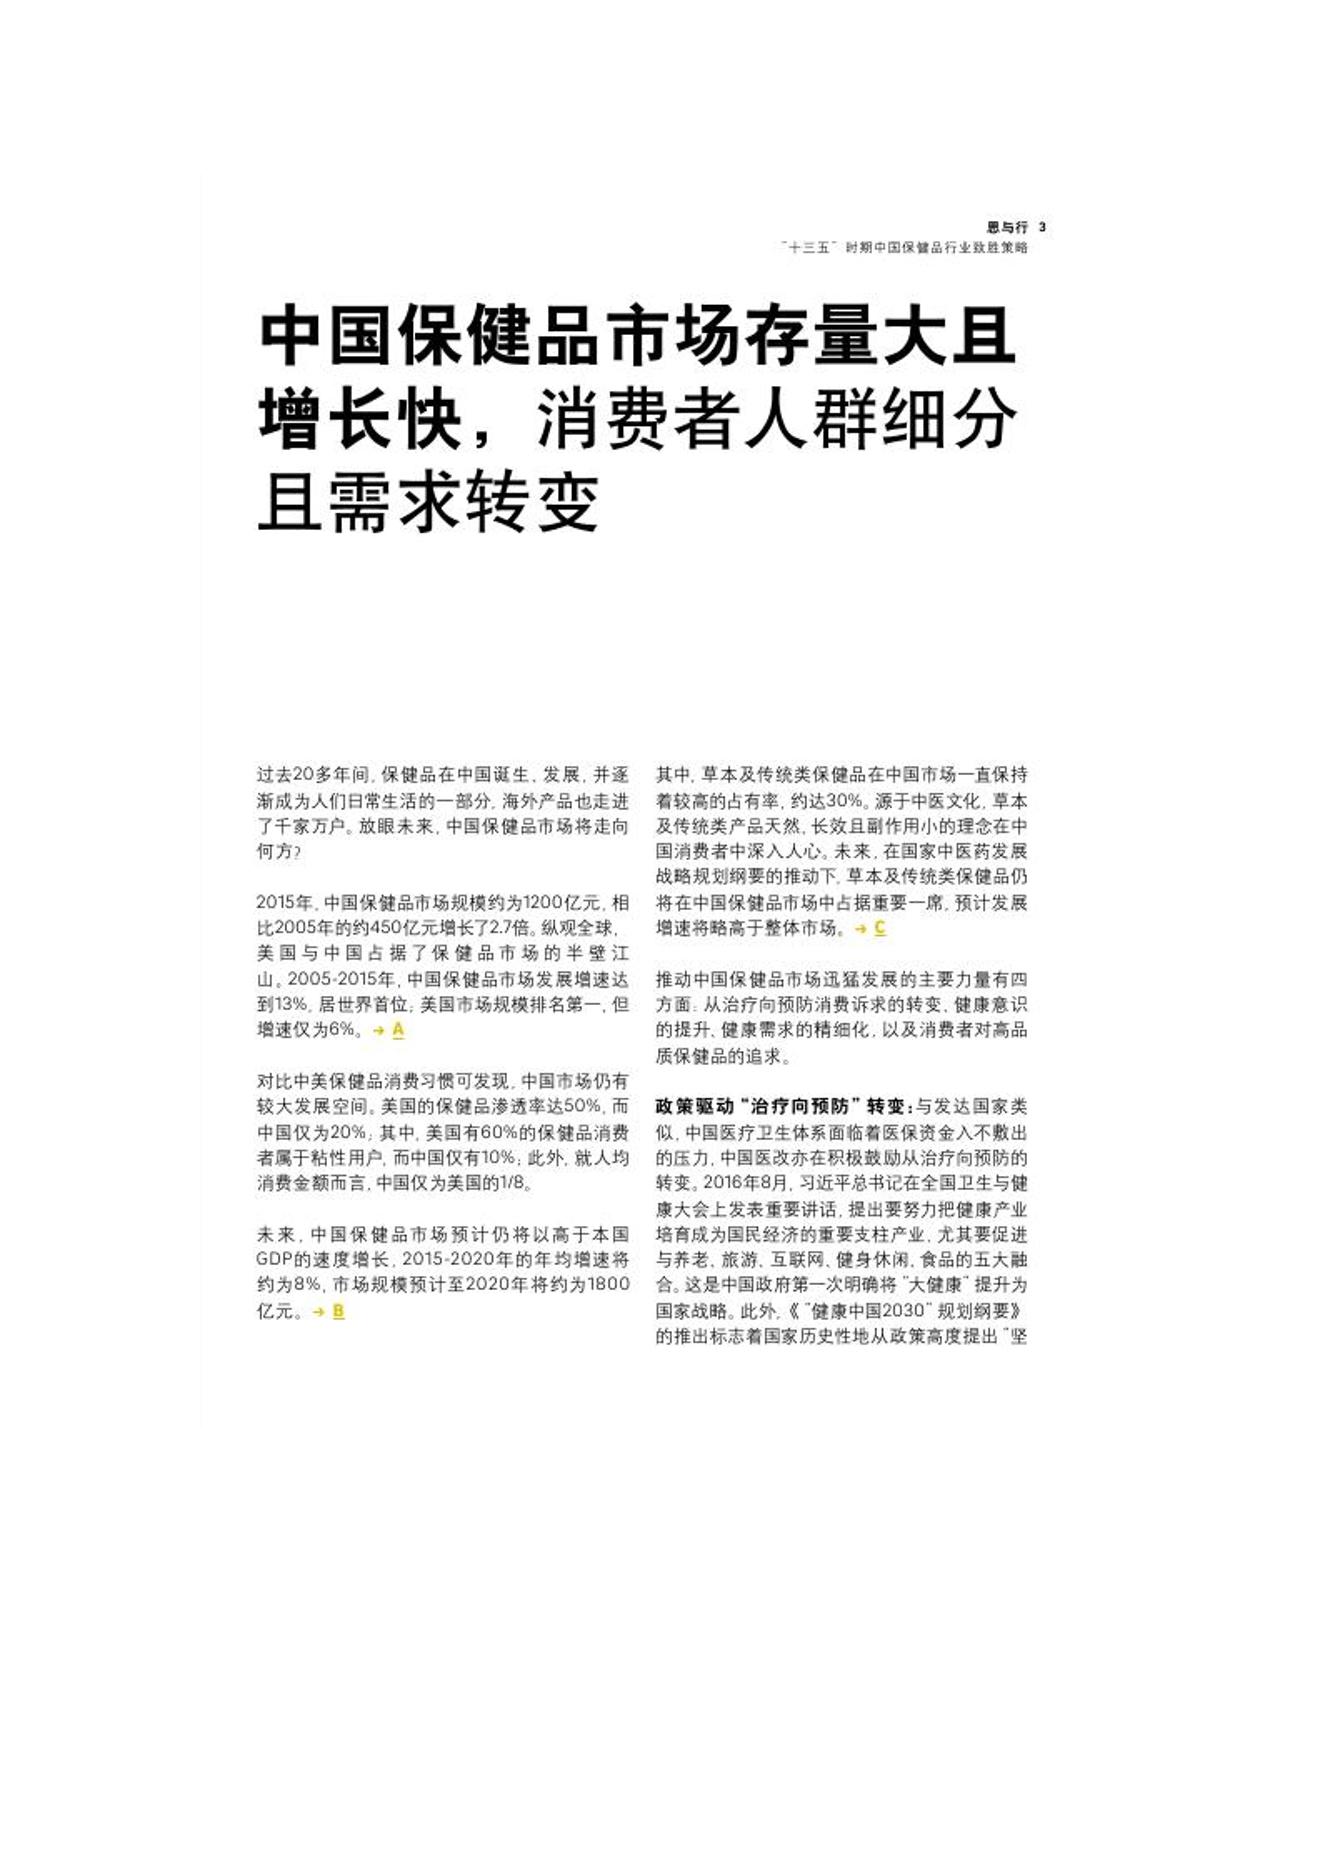 思与行 3
“十三五”时期中国保健品行业致胜策略
中国保健品市场存量大且
增长快，消费者人群细分
且需求转变
过去20多年间，保健品在中国诞生、发展，并逐
渐成为人们日常生活的一部分，海外产品也走进
了千家万户。放眼未来，中国保健品市场将走向
何方？
2015年，中国保健品市场规模约为1200亿元，相
比2005年的约450亿元增长了2.7倍。纵观全球，
美国与中国占据了保健品市场的半壁江
山。2005-2015年，中国保健品市场发展增速达
到13%，居世界首位；美国市场规模排名第一，但
增速仅为6%。→ A
对比中美保健品消费习惯可发现，中国市场仍有
较大发展空间。美国的保健品渗透率达50%，而
中国仅为20%；其中，美国有60%的保健品消费
者属于粘性用户，而中国仅有10%；此外，就人均
消费金额而言，中国仅为美国的1/8。
未来，中国保健品市场预计仍将以高于本国
GDP的速度增长，2015-2020年的年均增速将
约为8%，市场规模预计至2020年将约为1800
亿元。→ B
其中，草本及传统类保健品在中国市场一直保持
着较高的占有率，约达30%。源于中医文化，草本
及传统类产品天然、长效且副作用小的理念在中
国消费者中深入人心。未来，在国家中医药发展
战略规划纲要的推动下，草本及传统类保健品仍
将在中国保健品市场中占据重要一席，预计发展
增速将略高于整体市场。→ C
推动中国保健品市场迅猛发展的主要力量有四
方面：从治疗向预防消费诉求的转变、健康意识
的提升、健康需求的精细化，以及消费者对高品
质保健品的追求。
政策驱动“治疗向预防”转变：与发达国家类
似，中国医疗卫生体系面临着医保资金入不敷出
的压力，中国医改亦在积极鼓励从治疗向预防的
转变。2016年8月，习近平总书记在全国卫生与健
康大会上发表重要讲话，提出要努力把健康产业
培育成为国民经济的重要支柱产业，尤其要促进
与养老、旅游、互联网、健身休闲、食品的五大融
合。这是中国政府第一次明确将“大健康”提升为
国家战略。此外，《“健康中国2030”规划纲要》
的推出标志着国家历史性地从政策高度提出“坚